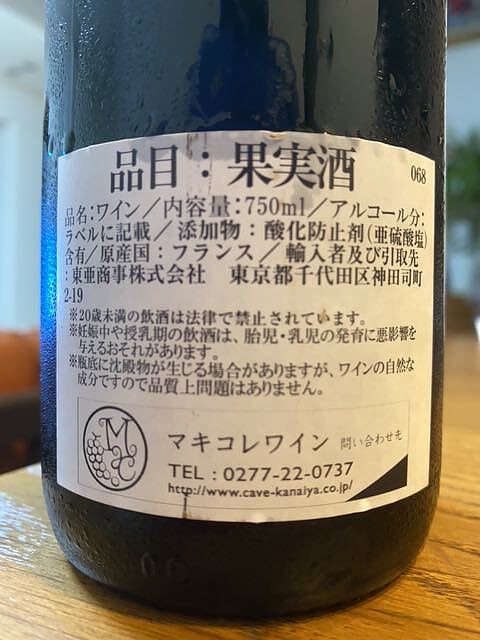 品目：果実酒
068
品名：ワイン／内容量：750ml／アルコール分：
ラベルに記載／添加物：酸化防止剤（亜硫酸塩）
含有／原産国：フランス／輸入者及び引取先
：東亜商事株式会社　東京都千代田区神田司町
2-19
※20歳未満の飲酒は法律で禁止されています。
※妊娠中や授乳期の飲酒は、胎児・乳児の発育に悪影響を
与えるおそれがあります。
※瓶底に沈殿物が生じる場合がありますが、ワインの自然な
成分ですので品質上問題はありません。
マキコレワイン 問い合わせ先
TEL : 0277-22-0737
http://www.cave-kanaiya.co.jp/